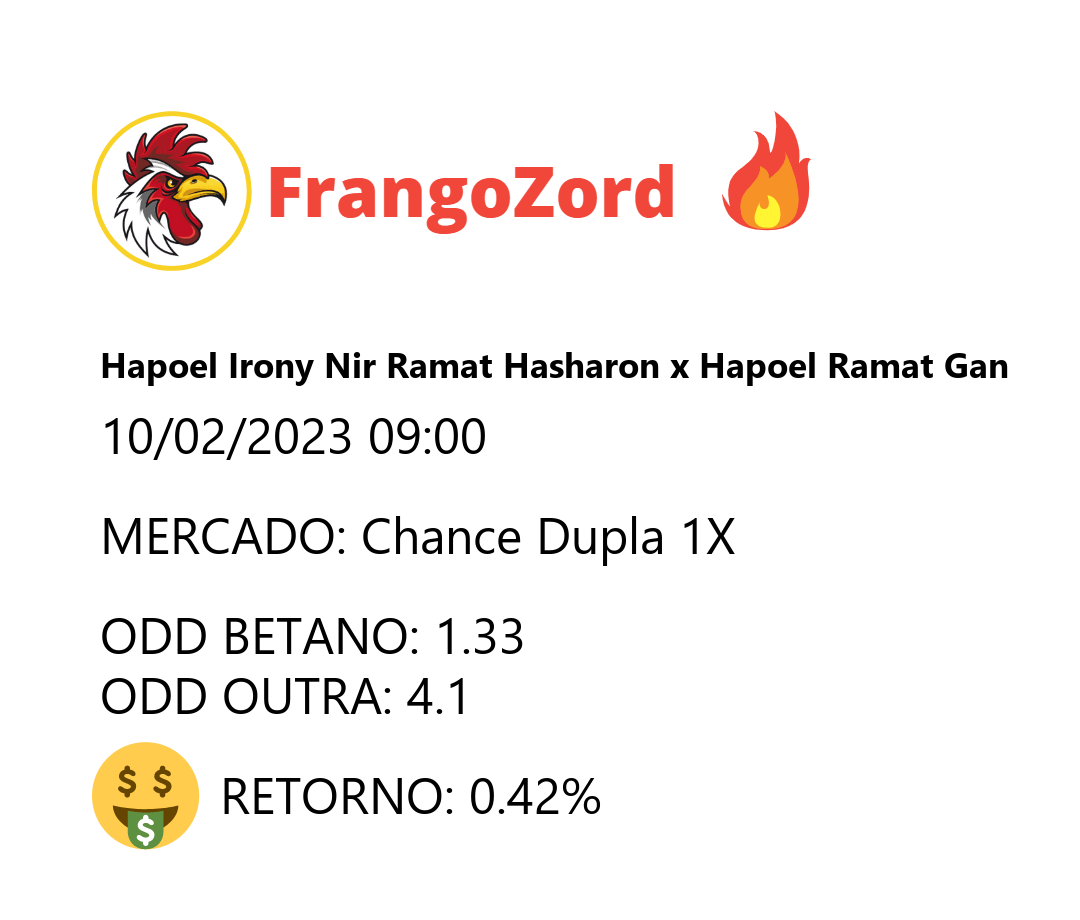 FrangoZord
Hapoel Irony Nir Ramat Hasharon x Hapoel Ramat Gan
10/02/2023 09:00
MERCADO: Chance Dupla 1X
ODD BETANO: 1.33
ODD OUTRA: 4.1
$ $
$
RETORNO: 0.42%